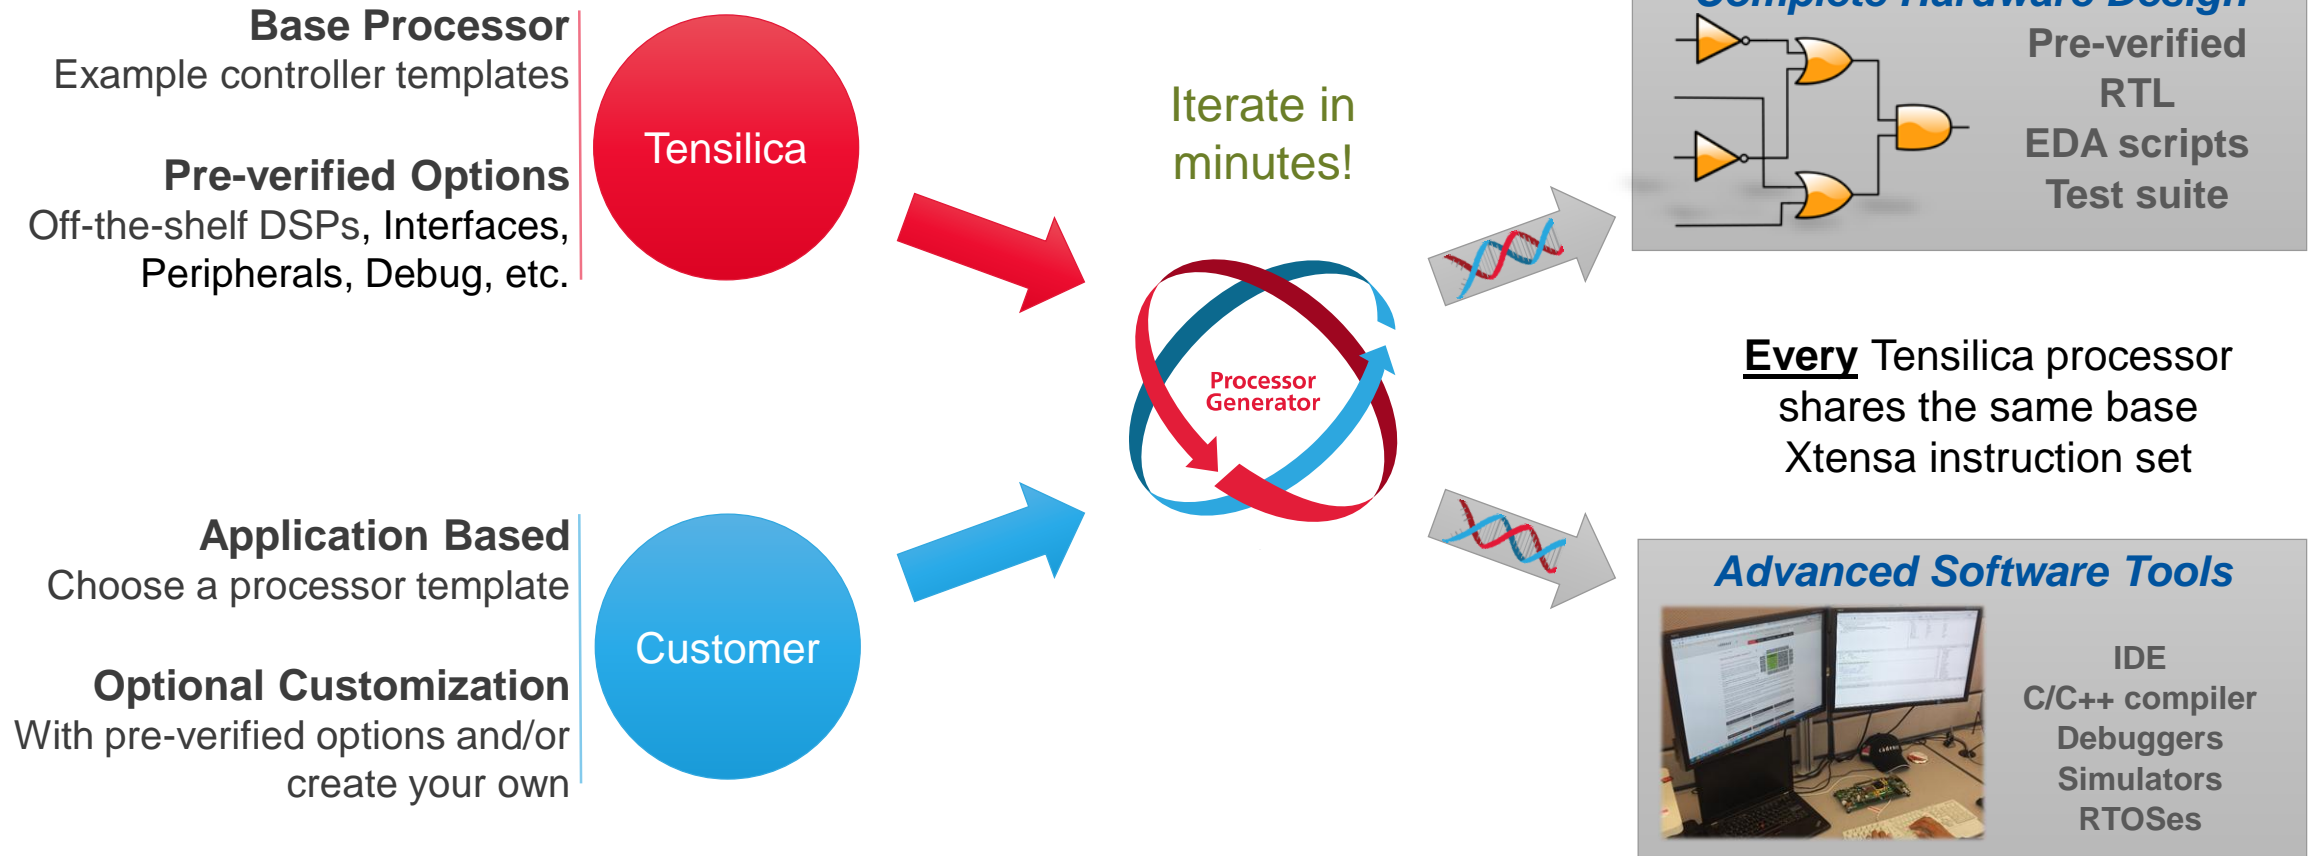 Base Processor
Example controller templates
Pre-verified Options
Off-the-shelf DSPs, Interfaces,
Peripherals, Debug, etc.
Tensilica
Application Based
Choose a processor template
Optional Customization
With pre-verified options and/or
create your own
Customer
Iterate in
minutes!
Processor
Generator
Complete Hardware Design
Pre-verified
RTL
EDA scripts
Test suite
Every Tensilica processor
shares the same base
Xtensa instruction set
Advanced Software Tools
IDE
C/C++ compiler
Debuggers
Simulators
RTOSes